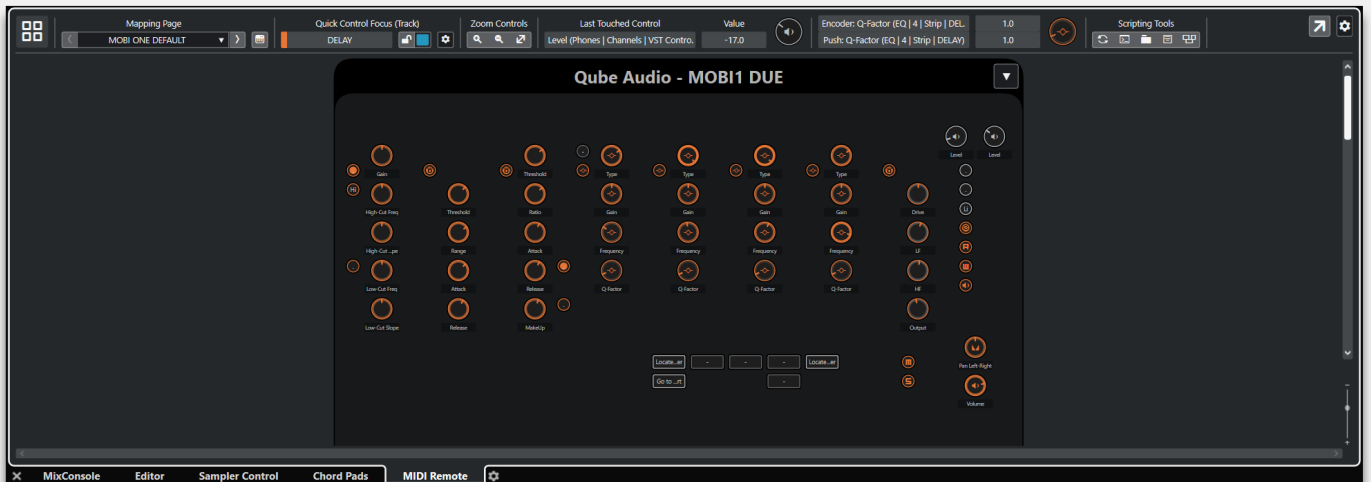 Mapping Page
Quick Control Focus (Track)
Zoom Controls
Last Touched Control
Value
Scripting Tools
MOBI ONE DEFAULT
DELAY
Level (Phones | Channels | VST Contro.
-17.0
Encoder: Q-Factor (EQ | 4 | Strip | DEL.
1.0
Push: Q-Factor (EQ | 4 | Strip | DELAY)
1.0
Qube Audio - MOBI1 DUE
Level Level
Gain Threshold Type Type Type Type
Hi
High-Cut Freq Threshold Ratio Gain Gain Gain Gain Drive
High-Cut ...pe Range Attack Frequency Frequency Frequency Frequency LF
Low-Cut Freq Attack Release Q-Factor Q-Factor Q-Factor Q-Factor HF
Low-Cut Slope Release MakeUp Output
Locate...er - - - Locate...er
Go to ...rt -
Pan Left-Right
Volume
MixConsole Editor Sampler Control Chord Pads MIDI Remote